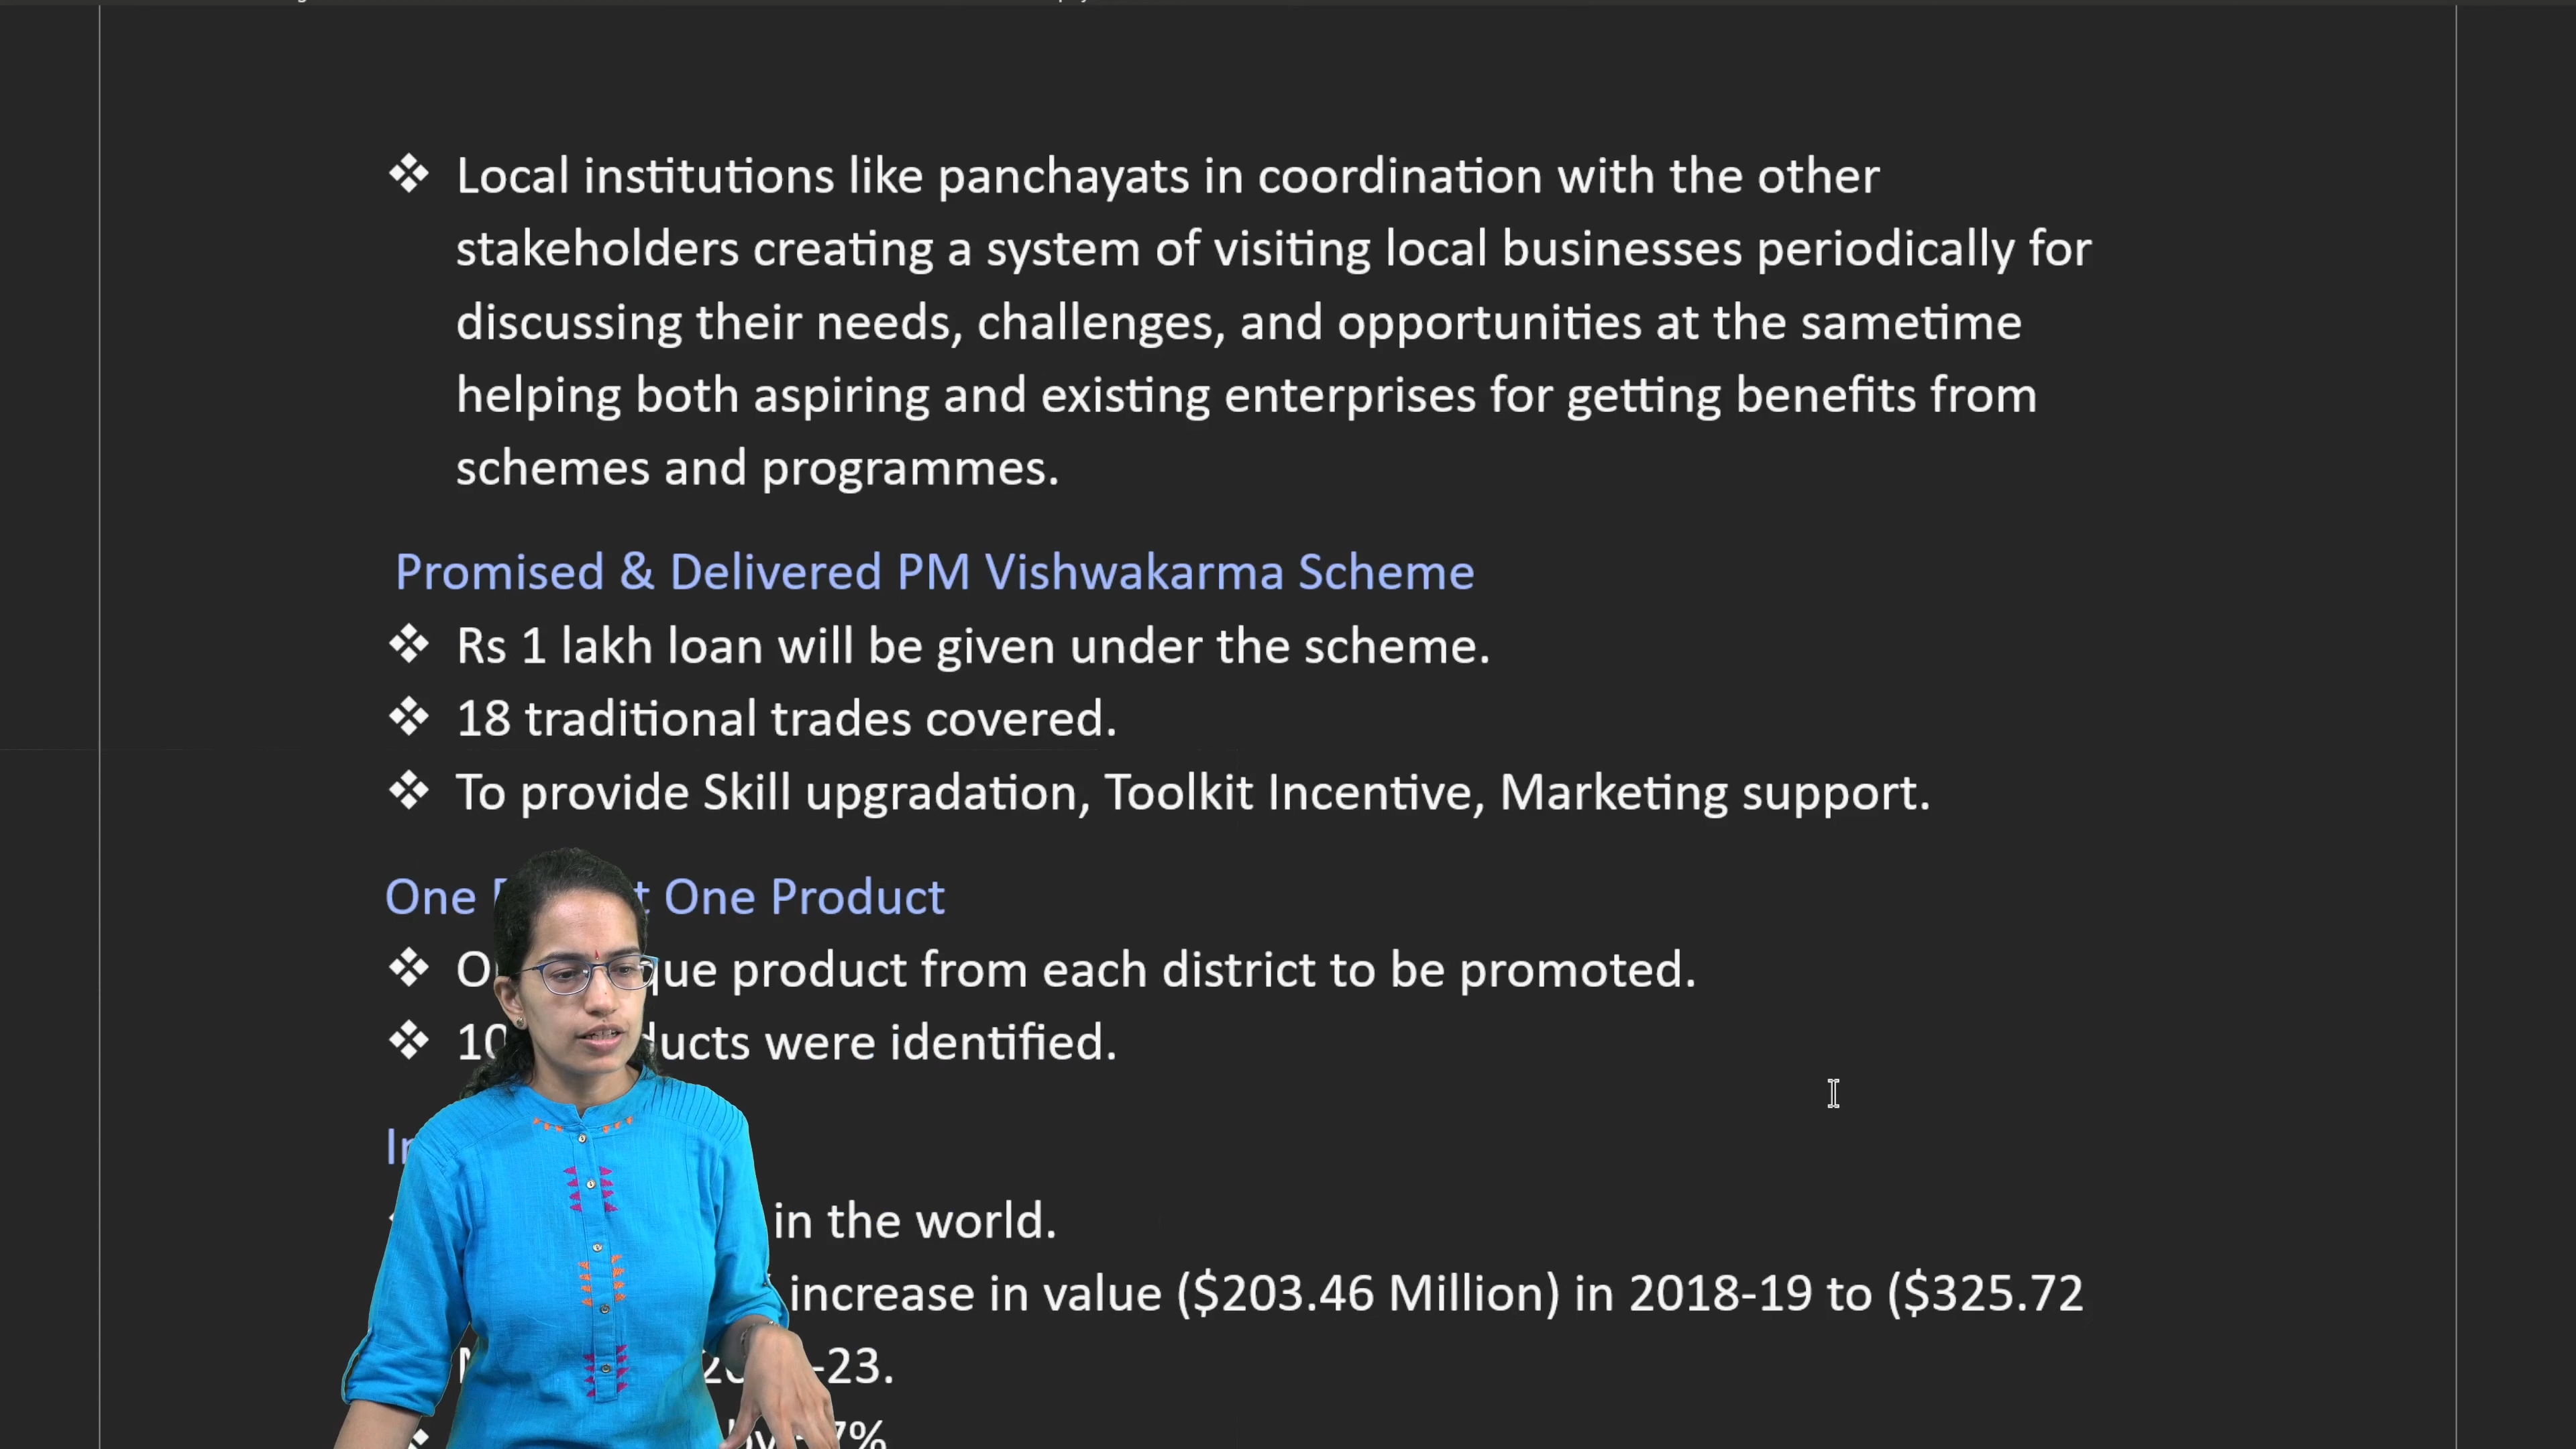 ❖ Local institutions like panchayats in coordination with the other
stakeholders creating a system of visiting local businesses periodically for
discussing their needs, challenges, and opportunities at the sametime
helping both aspiring and existing enterprises for getting benefits from
schemes and programmes.
Promised & Delivered PM Vishwakarma Scheme
❖ Rs 1 lakh loan will be given under the scheme.
❖ 18 traditional trades covered.
❖ To provide Skill upgradation, Toolkit Incentive, Marketing support.
One One Product
❖ product from each district to be promoted.
❖ were identified.
in the world.
increase in value ($203.46 Million) in 2018-19 to ($325.72
-23.